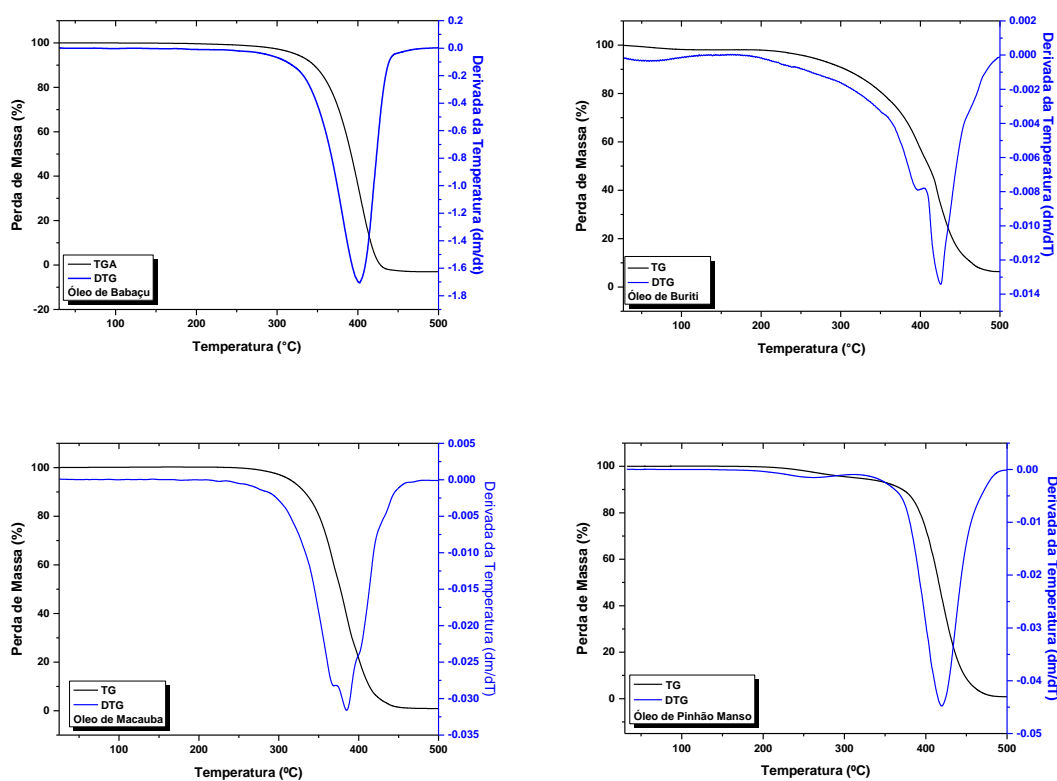 100
80
60
40
20
0
-20
Perda de Massa (%)
0.2
0.0
-0.2
-0.4
-0.6
-0.8
-1.0
-1.2
-1.4
-1.6
-1.8
Derivada da Temperatura (dm/dt)
TGA
DTG
Óleo de Babaçu
100 200 300 400 500
Temperatura (°C)
100
80
60
40
20
0
Perda de Massa (%)
0.002
0.000
-0.002
-0.004
-0.006
-0.008
-0.010
-0.012
-0.014
Derivada da Temperatura (dm/dT)
TG
DTG
Óleo de Buriti
100 200 300 400 500
Temperatura (°C)
100
80
60
40
20
0
Perda de Massa (%)
0.005
0.000
-0.005
-0.010
-0.015
-0.020
-0.025
-0.030
-0.035
Derivada da Temperatura (dm/dT)
TG
DTG
Oleo de Macauba
100 200 300 400 500
Temperatura (ºC)
100
80
60
40
20
0
Perda de Massa (%)
0.00
-0.01
-0.02
-0.03
-0.04
-0.05
Derivada da Temperatura (dm/dT)
TG
DTG
Óleo de Pinhão Manso
100 200 300 400 500
Temperatura (ºC)